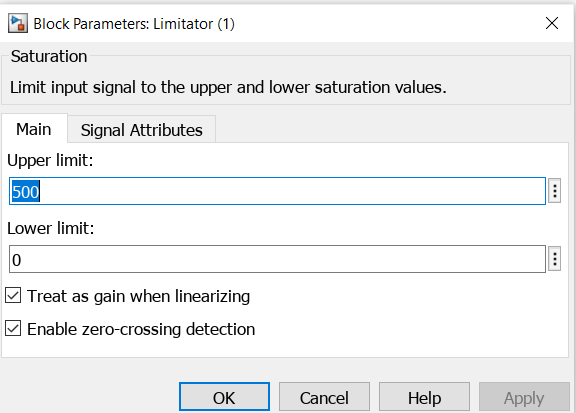 Block Parameters: Limitator (1)
Saturation
Limit input signal to the upper and lower saturation values.
Main Signal Attributes
Upper limit:
500
Lower limit:
0
Treat as gain when linearizing
Enable zero-crossing detection
OK Cancel Help Apply